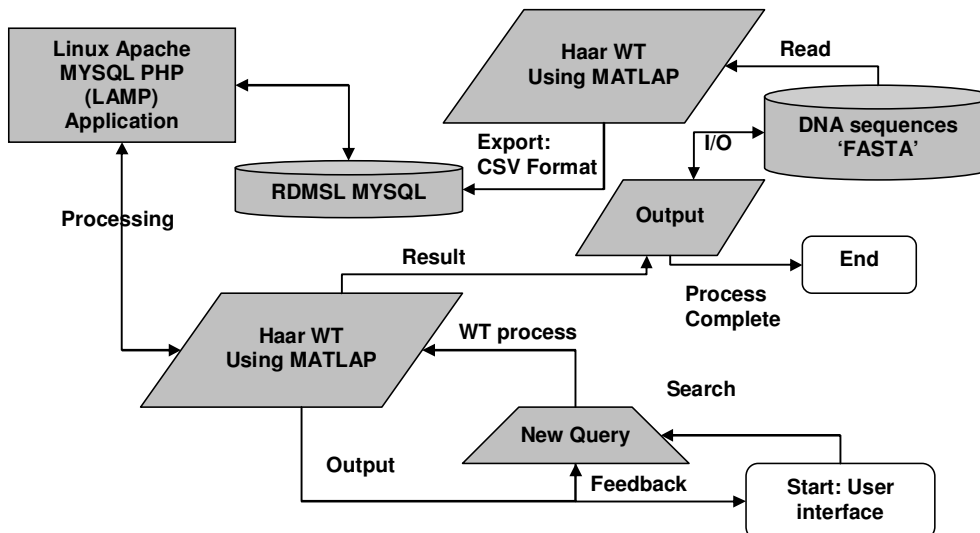 Linux Apache
MYSQL PHP
(LAMP)
Application
Haar WT
Using MATLAP
Read
DNA sequences
‘FASTA’
I/O
Export:
CSV Format
RDMSL MYSQL
Output
Processing
Result
End
Process
Complete
Haar WT
Using MATLAP
WT process
Search
New Query
Output
Feedback
Start: User
interface